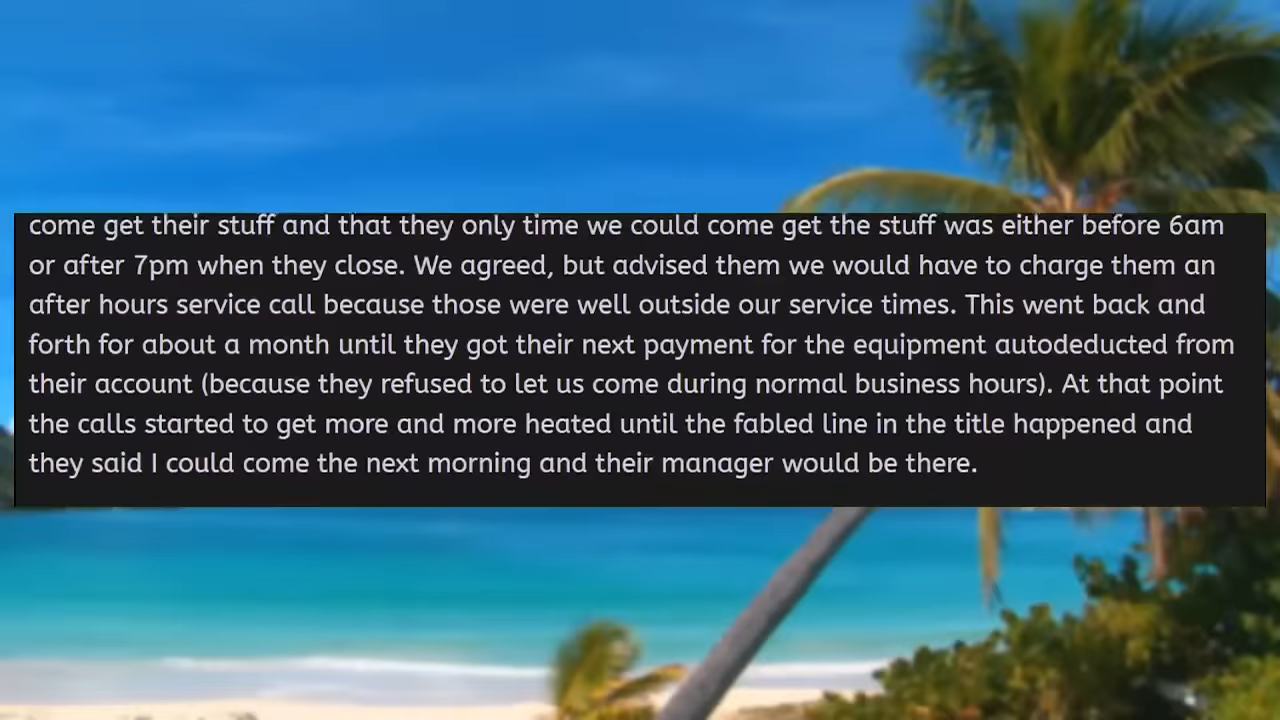 come get their stuff and that they only time we could come get the stuff was either before 6am
or after 7pm when they close. We agreed, but advised them we would have to charge them an
after hours service call because those were well outside our service times. This went back and
forth for about a month until they got their next payment for the equipment autodeducted from
their account (because they refused to let us come during normal business hours). At that point
the calls started to get more and more heated until the fabled line in the title happened and
they said I could come the next morning and their manager would be there.